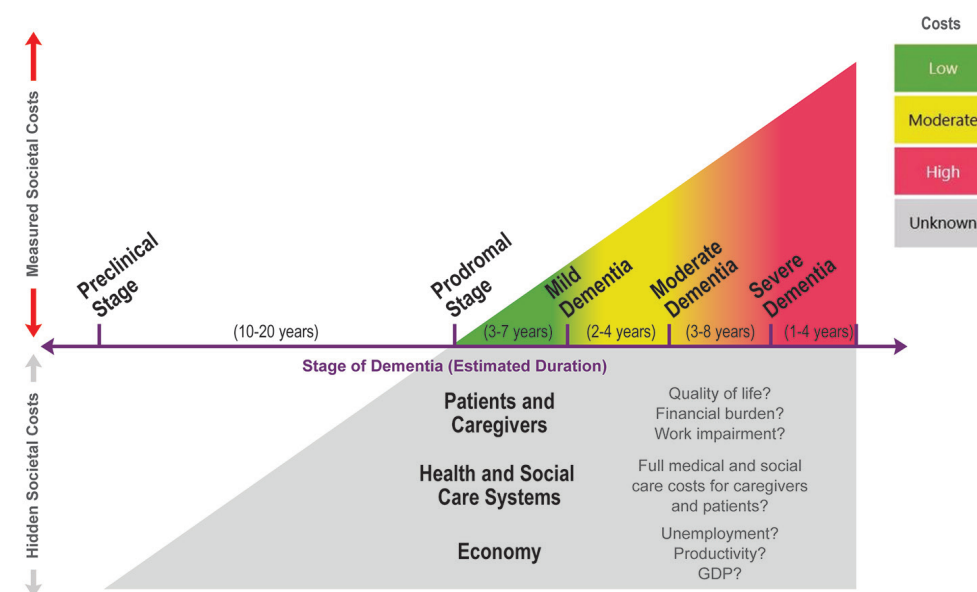 Costs
Low
Moderate
High
Unknown
Measured Societal Costs
Hidden Societal Costs
Preclinical
Stage
Prodromal
Stage
Mild
Dementia
Moderate
Dementia
Severe
Dementia
(10-20 years)
(3-7 years)
(2-4 years)
(3-8 years)
(1-4 years)
Stage of Dementia (Estimated Duration)
Patients and
Caregivers
Quality of life?
Financial burden?
Work impairment?
Health and Social
Care Systems
Full medical and social
care costs for caregivers
and patients?
Economy
Unemployment?
Productivity?
GDP?